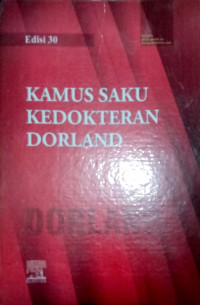 Edisi 30
KAMUS SAKU
KEDOKTERAN
DORLAND
DORLAND